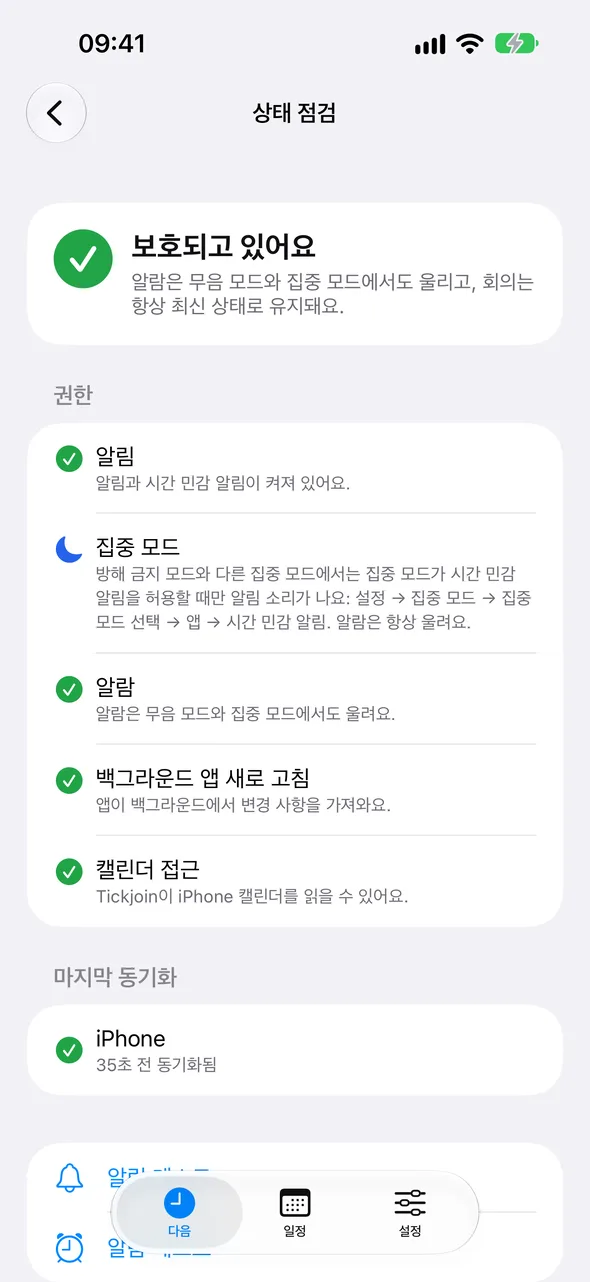 09:41
상태 점검
보호되고 있어요
알람은 무음 모드와 집중 모드에서도 울리고, 회의는
항상 최신 상태로 유지돼요.
권한
알림
알림과 시간 민감 알림이 켜져 있어요.
집중 모드
방해 금지 모드와 다른 집중 모드에서는 집중 모드가 시간 민감
알림을 허용할 때만 알림 소리가 나요: 설정 → 집중 모드 → 집중
모드 선택 → 앱 → 시간 민감 알림. 알람은 항상 울려요.
알람
알람은 무음 모드와 집중 모드에서도 울려요.
백그라운드 앱 새로 고침
앱이 백그라운드에서 변경 사항을 가져와요.
캘린더 접근
Tickjoin이 iPhone 캘린더를 읽을 수 있어요.
마지막 동기화
iPhone
35초 전 동기화됨
다음
일정
설정